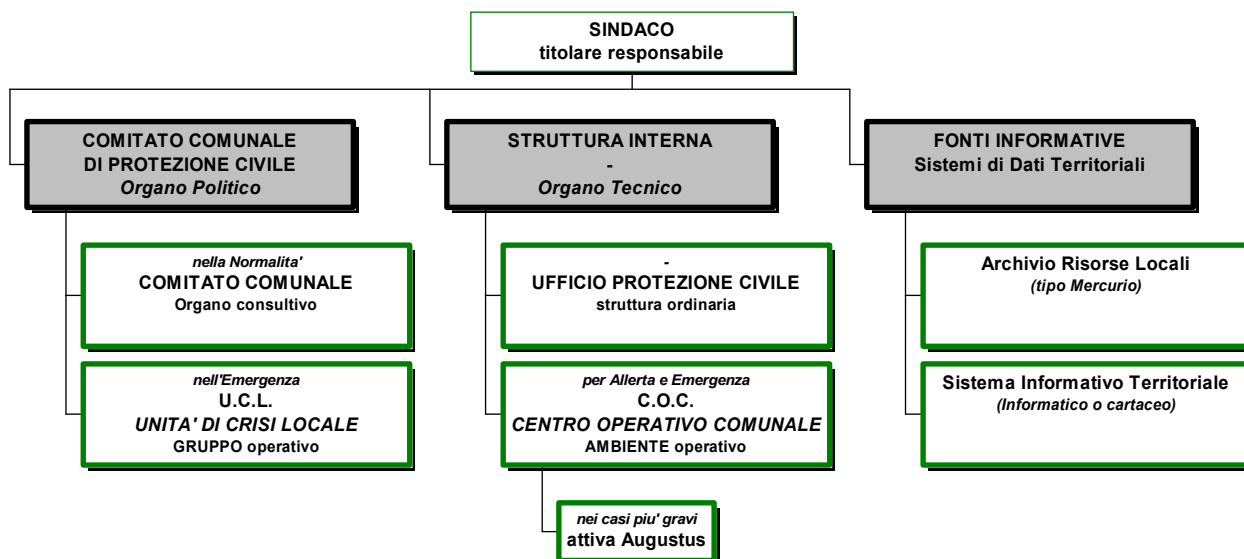 SINDACO
titolare responsabile
COMITATO COMUNALE
DI PROTEZIONE CIVILE
Organo Politico
nella Normalita'
COMITATO COMUNALE
Organo consultivo
nell'Emergenza
U.C.L.
UNITA' DI CRISI LOCALE
GRUPPO operativo
STRUTTURA INTERNA
-
Organo Tecnico
-
UFFICIO PROTEZIONE CIVILE
struttura ordinaria
per Allerta e Emergenza
C.O.C.
CENTRO OPERATIVO COMUNALE
AMBIENTE operativo
nei casi piu' gravi
attiva Augustus
FONTI INFORMATIVE
Sistemi di Dati Territoriali
Archivio Risorse Locali
(tipo Mercurio)
Sistema Informativo Territoriale
(Informatico o cartaceo)